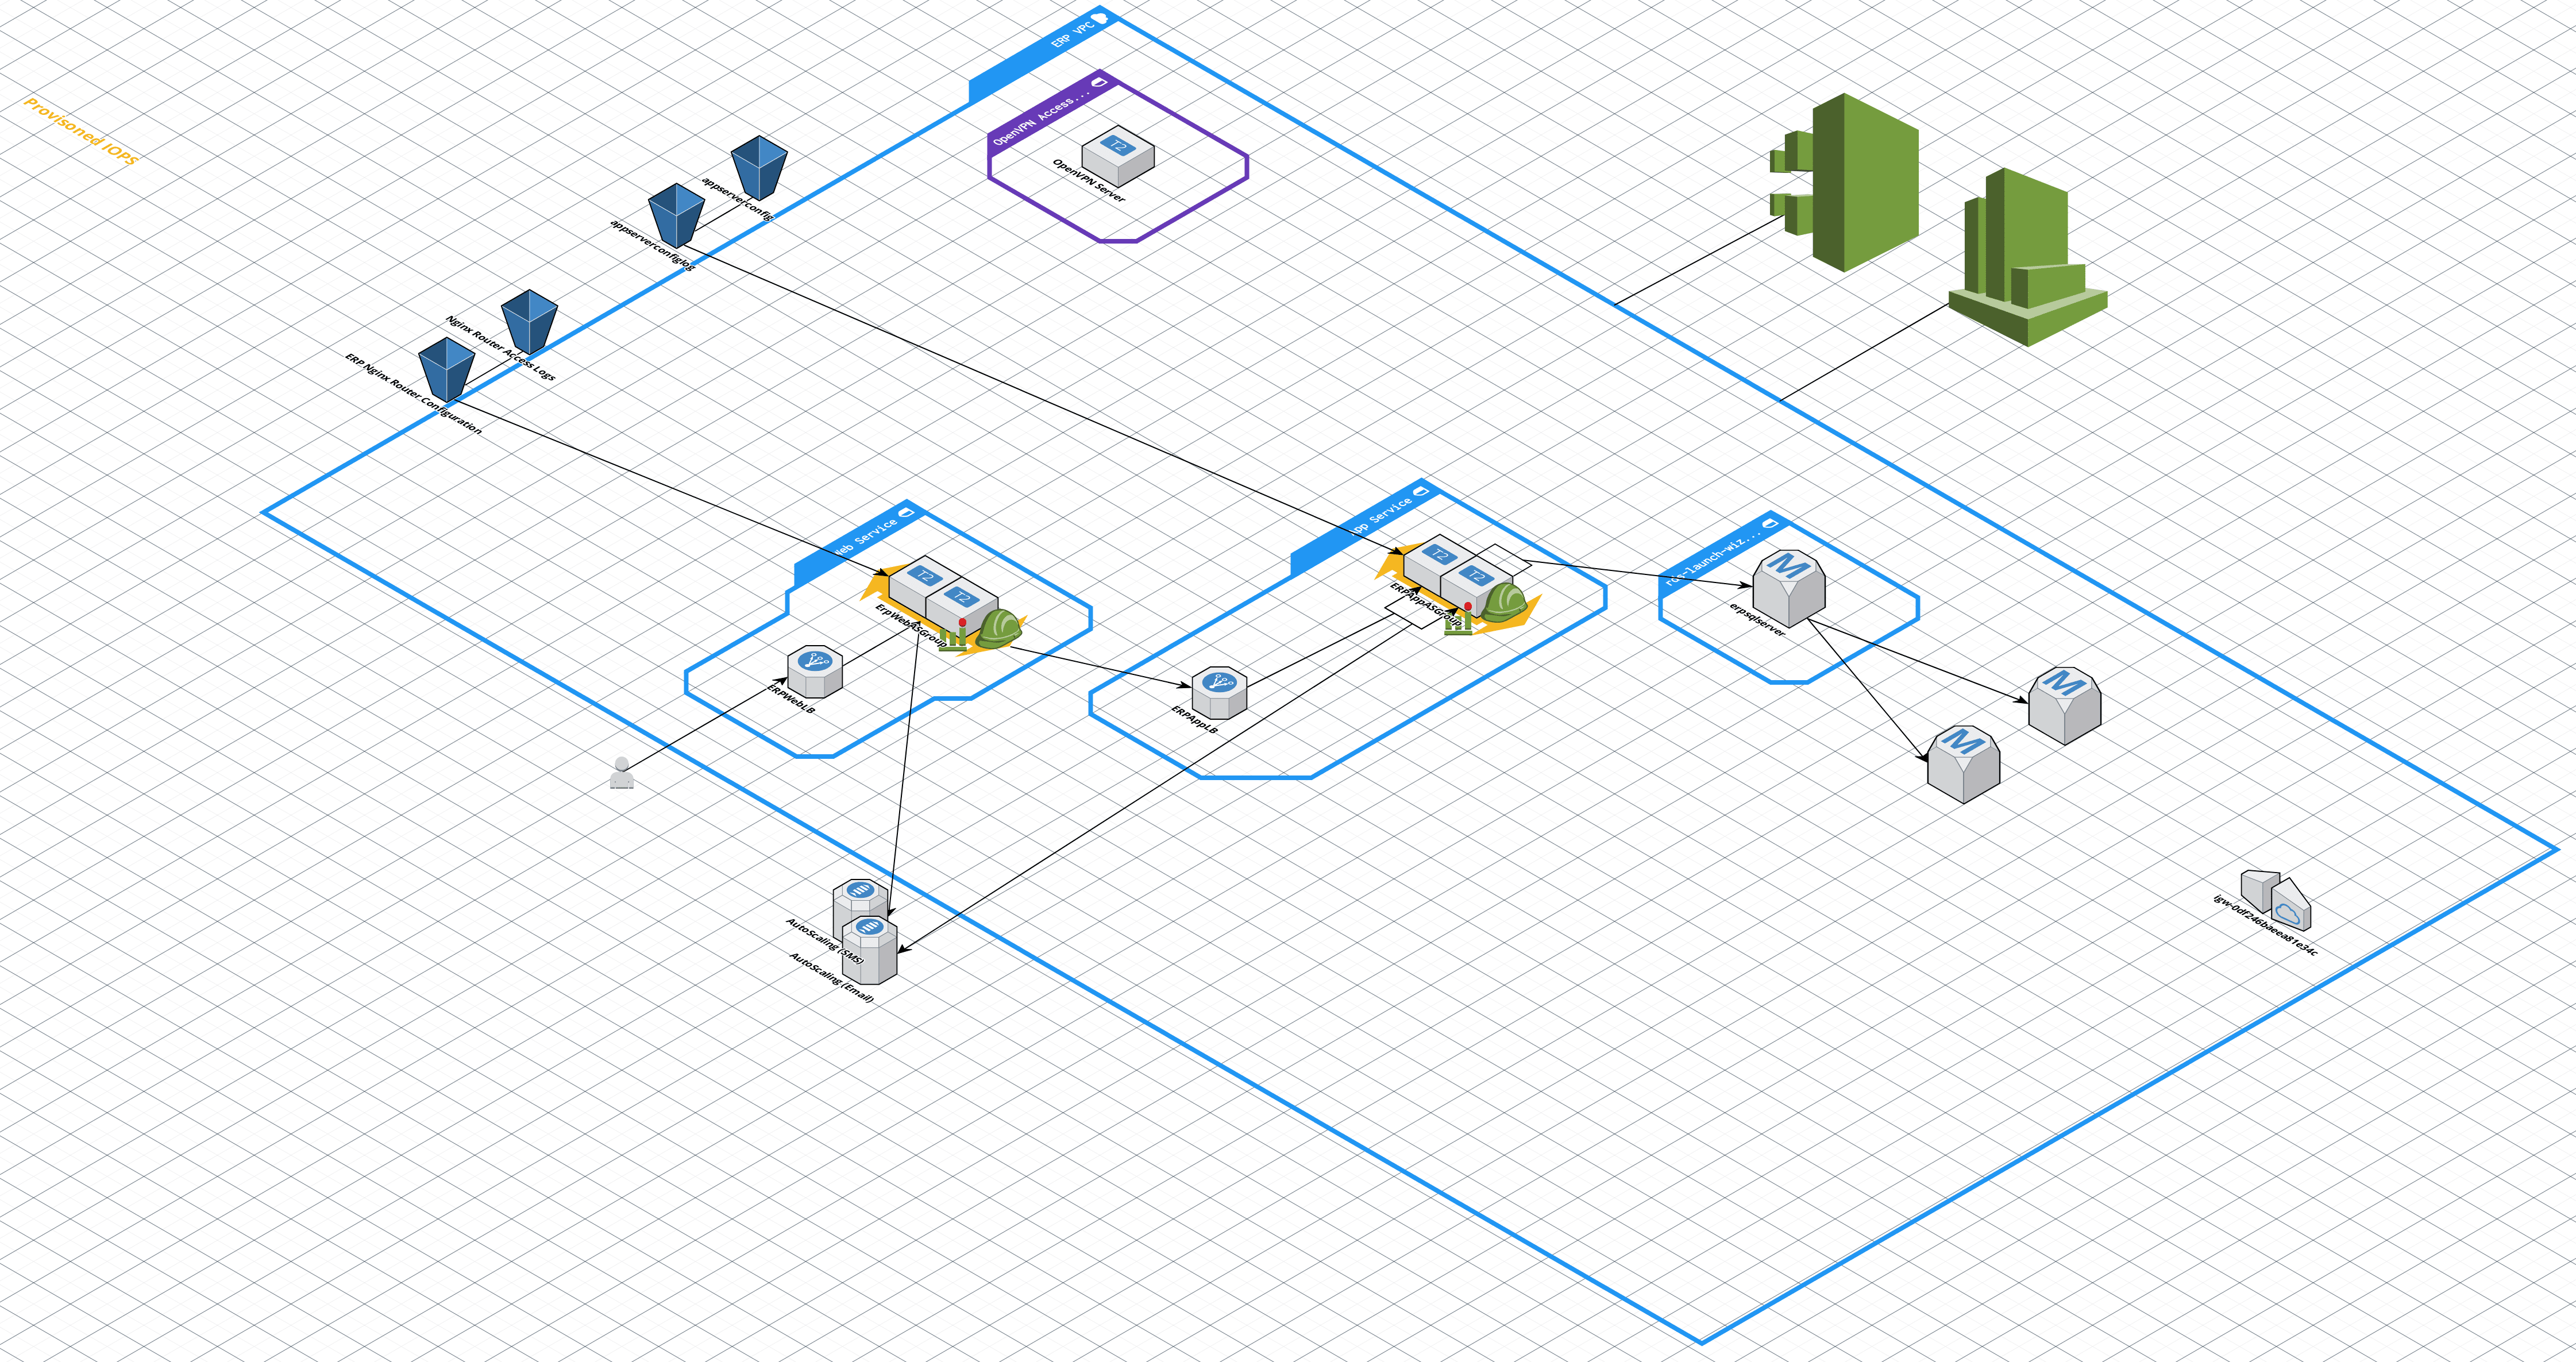 ERP VPC
Provisoned IOPS
OpenVPN Access...
T2
OpenVPN Server
appserverconfig
appserverconfiglog
Nginx Router Access Logs
ERP Nginx Router Configuration
Web Service
T2
T2
ErpWebASGroup
ERPWebLB
App Service
T2
T2
ERPAppASGroup
ERPAppLB
rds-launch-wiz...
M
erpsqlserver
M
M
AutoScaling (SMS)
AutoScaling (Email)
igw-0df246baeea81e34c